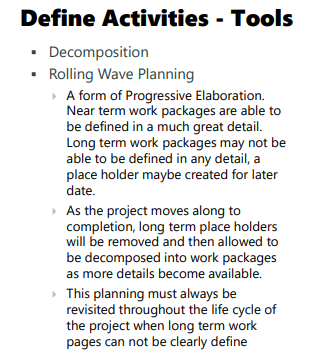 Define Activities - Tools
▪ Decomposition
▪ Rolling Wave Planning
A form of Progressive Elaboration.
Near term work packages are able to
be defined in a much great detail.
Long term work packages may not be
able to be defined in any detail, a
place holder maybe created for later
date.
As the project moves along to
completion, long term place holders
will be removed and then allowed to
be decomposed into work packages
as more details become available.
This planning must always be
revisited throughout the life cycle of
the project when long term work
pages can not be clearly define